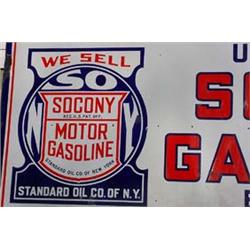 WE SELL
SO
N Y
SOCONY
REG. U.S. PAT. OFF.
MOTOR
GASOLINE
STANDARD OIL CO. OF NEW YORK
STANDARD OIL CO. OF N.Y.
U
S
GA